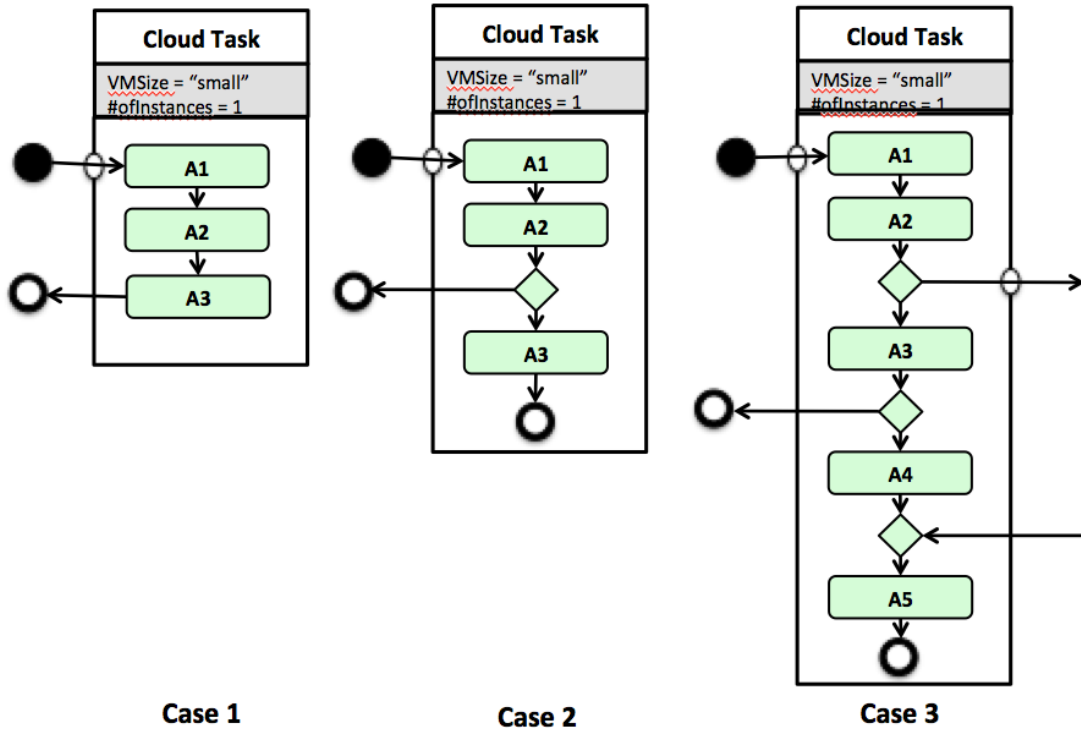 Cloud Task
VMSize = “small”
#ofInstances = 1
A1
A2
A3
Case 1
Cloud Task
VMSize = “small”
#ofInstances = 1
A1
A2
A3
Case 2
Cloud Task
VMSize = “small”
#ofInstances = 1
A1
A2
A3
A4
A5
Case 3